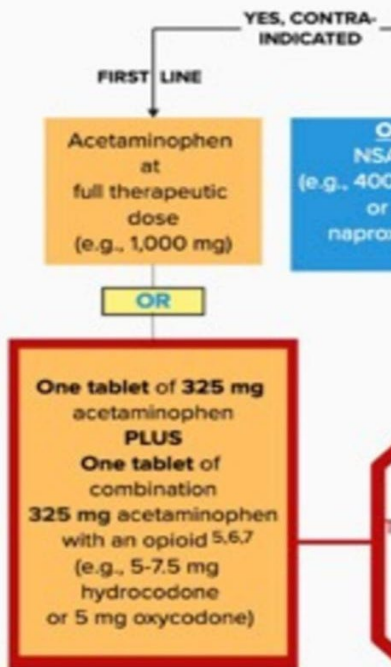 YES, CONTRA-
INDICATED
FIRST LINE
Acetaminophen
at
full therapeutic
dose
(e.g., 1,000 mg)
NSA
(e.g., 400
or
naprox
OR
One tablet of 325 mg
acetaminophen
PLUS
One tablet of
combination
325 mg acetaminophen
with an opioid 5,6,7
(e.g., 5-7.5 mg
hydrocodone
or 5 mg oxycodone)